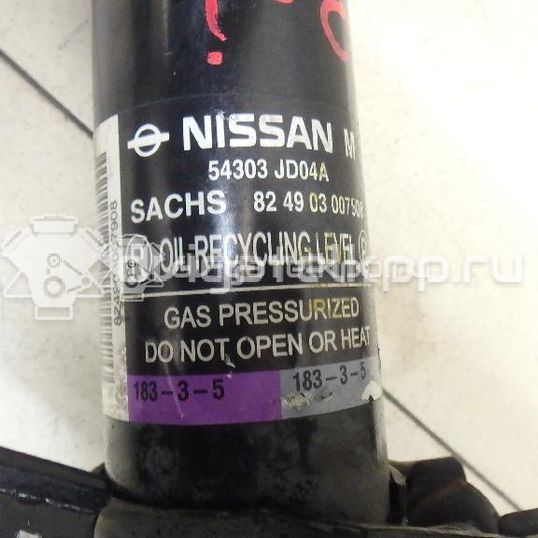 NISSAN M
54303 JD04A
SACHS 82 49 03 007508
OIL RECYCLING LEVEL
GAS PRESSURIZED
DO NOT OPEN OR HEAT
183-3-5 183-3-5